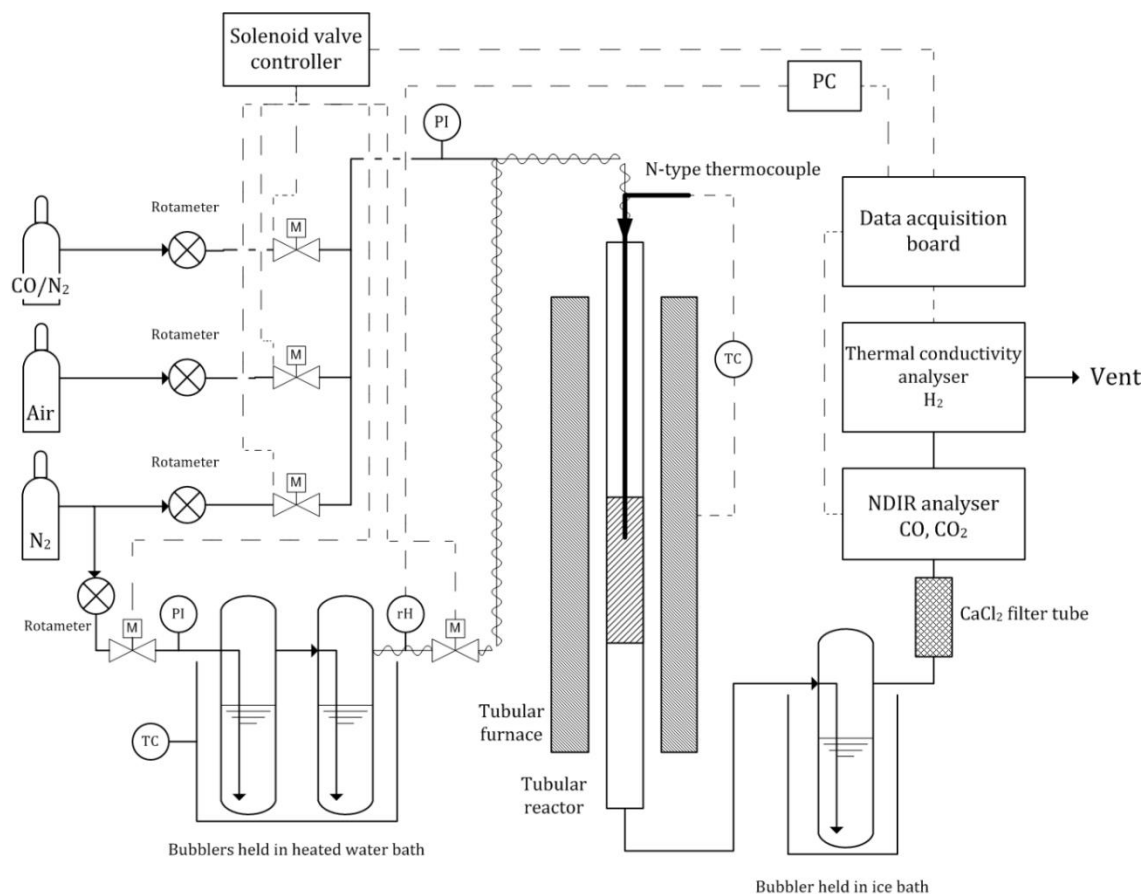 Solenoid valve
controller
PC
PI
N-type thermocouple
Rotameter
M
CO/N₂
Data acquisition
board
Rotameter
M
Air
TC
Thermal conductivity
analyser
H₂
Vent
Rotameter
M
N₂
NDIR analyser
CO, CO₂
Rotameter
M
PI
rH
M
CaCl₂ filter tube
TC
Tubular
furnace
Tubular
reactor
Bubblers held in heated water bath
Bubbler held in ice bath